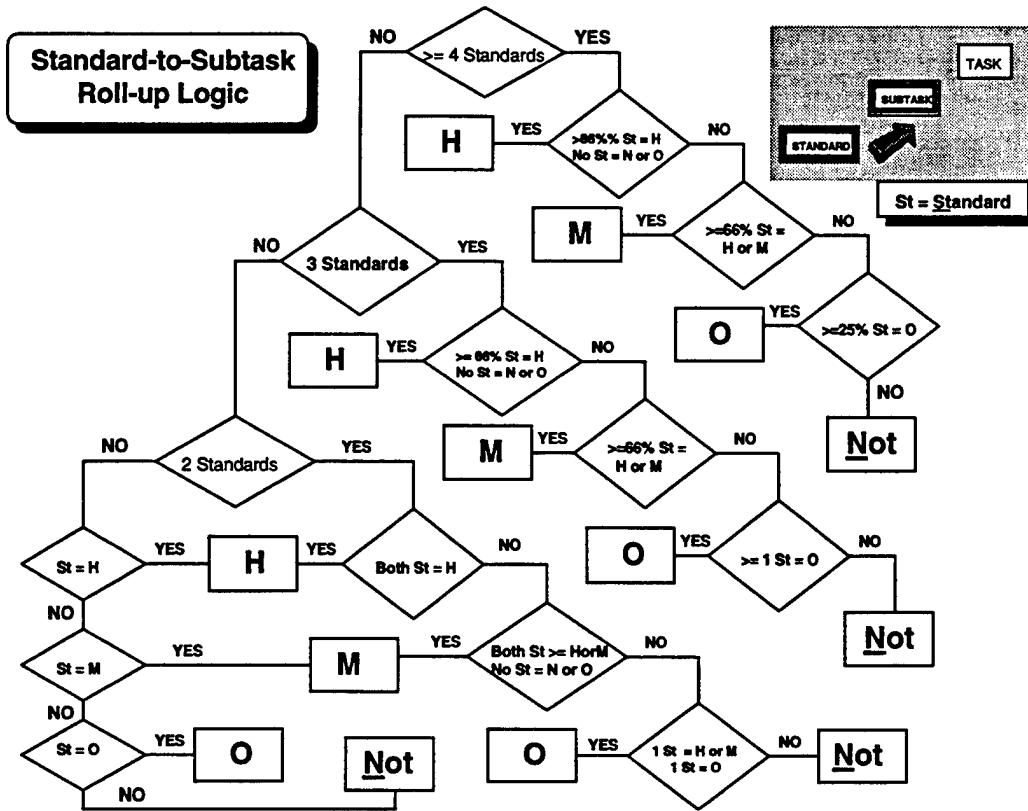 Standard-to-Subtask
Roll-up Logic
NO
>= 4 Standards
YES
TASK
SUBTASK
STANDARD
St = Standard
H
YES
>66%% St = H
No St = N or O
NO
M
YES
>=66% St =
H or M
NO
O
YES
>=25% St = O
NO
Not
NO
3 Standards
YES
H
YES
>= 66% St = H
No St = N or O
NO
M
YES
>=66% St =
H or M
NO
O
YES
>= 1 St = O
NO
Not
NO
2 Standards
YES
St = H
YES
H
YES
Both St = H
NO
NO
St = M
YES
M
YES
Both St >= HorM
No St = N or O
NO
NO
St = O
YES
O
NO
Not
O
YES
1 St = H or M
1 St = O
NO
Not